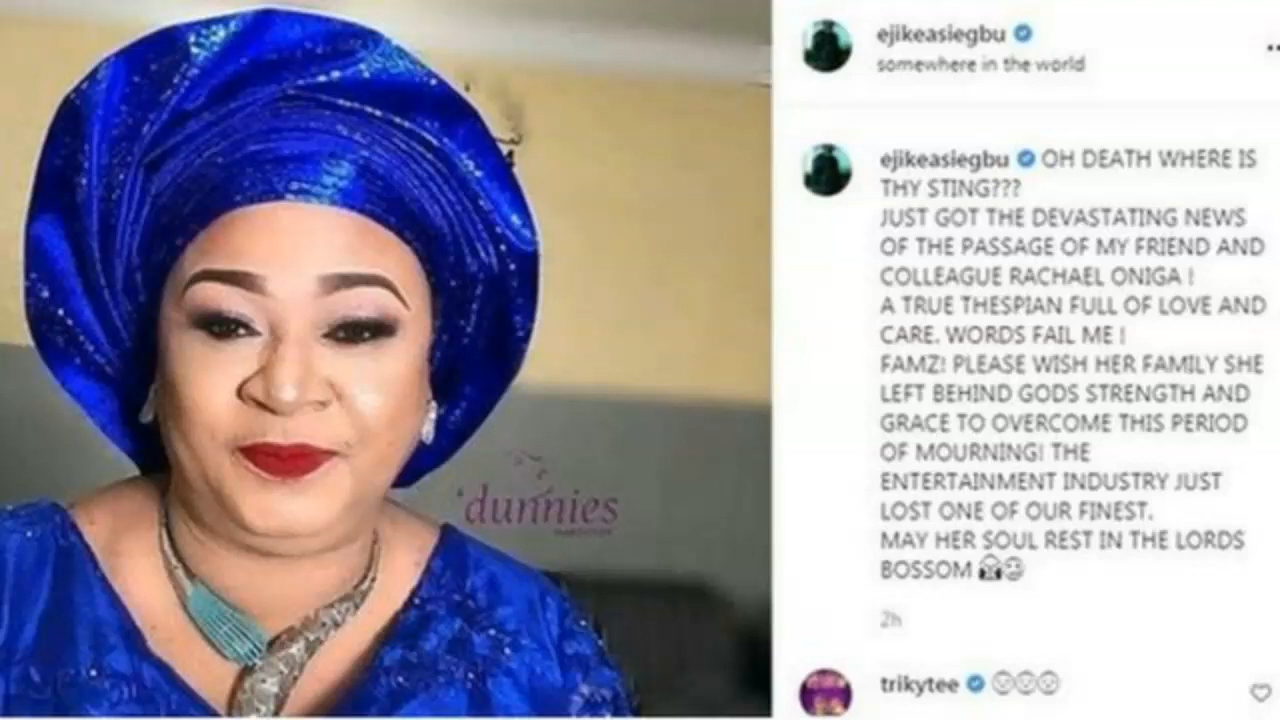 ejikeasiegbu
somewhere in the world
ejikeasiegbu OH DEATH WHERE IS
THY STING???
JUST GOT THE DEVASTATING NEWS
OF THE PASSAGE OF MY FRIEND AND
COLLEAGUE RACHAEL ONIGA !
A TRUE THESPIAN FULL OF LOVE AND
CARE. WORDS FAIL ME !
FAMZ! PLEASE WISH HER FAMILY SHE
LEFT BEHIND GODS STRENGTH AND
GRACE TO OVERCOME THIS PERIOD
OF MOURNING! THE
ENTERTAINMENT INDUSTRY JUST
LOST ONE OF OUR FINEST.
MAY HER SOUL REST IN THE LORDS
BOSSOM
2h
trikytee
'dunnies